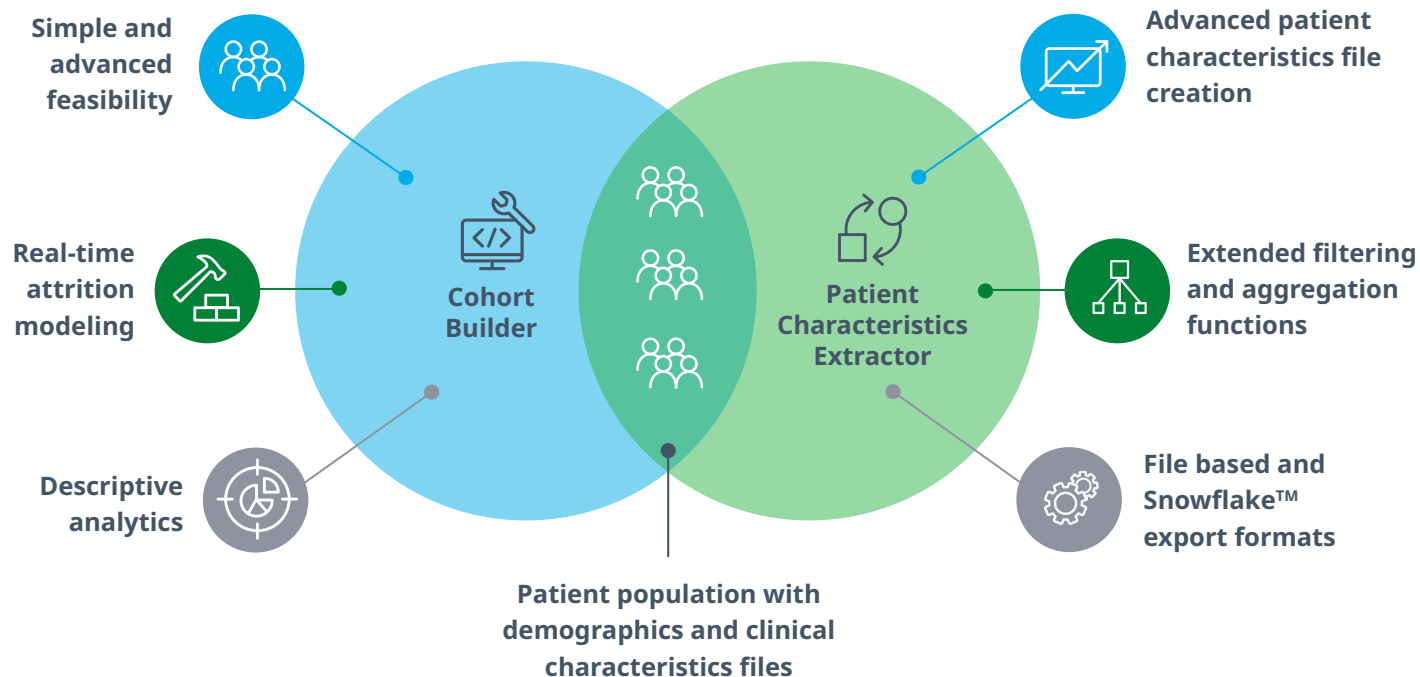 Simple and
advanced
feasibility
Real-time
attrition
modeling
Descriptive
analytics
Cohort
Builder
Patient
Characteristics
Extractor
Advanced patient
characteristics file
creation
Extended filtering
and aggregation
functions
File based and
Snowflake™
export formats
Patient population with
demographics and clinical
characteristics files